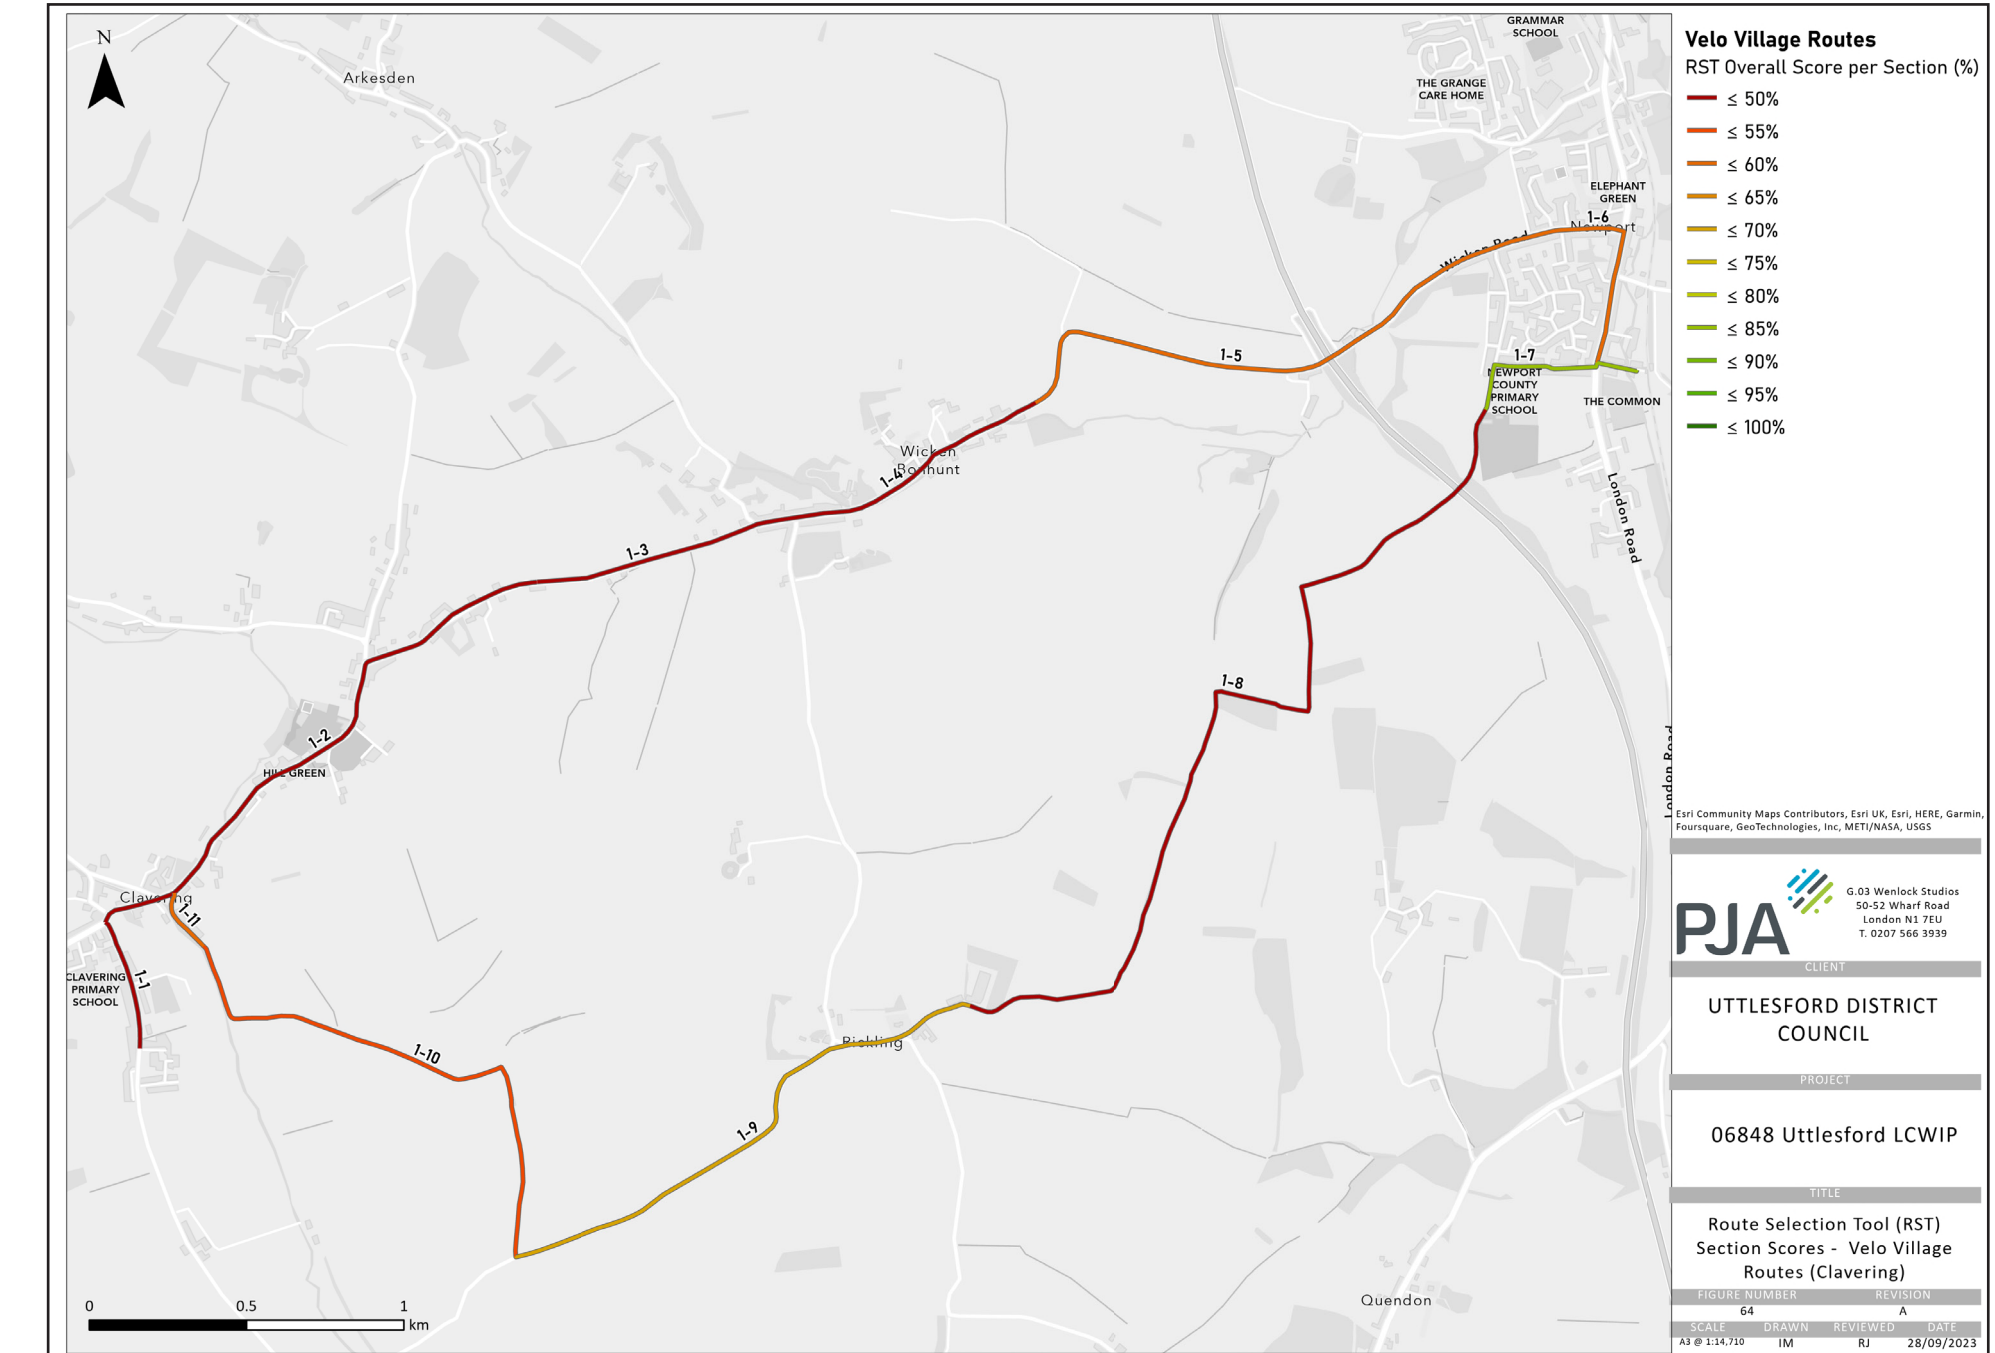 N
Arkesden
GRAMMAR
SCHOOL
THE GRANGE
CARE HOME
ELEPHANT
GREEN
1-6
Newport
Wicken Road
1-5
1-7
NEWPORT
COUNTY
PRIMARY
SCHOOL
THE COMMON
Wicken
Bonhunt
1-4
London Road
1-3
1-8
1-2
HILL GREEN
London Road
Clavering
1-11
CLAVERING
PRIMARY
SCHOOL
1-1
1-10
Rickling
1-9
Quendon
0 0.5 1
km
Velo Village Routes
RST Overall Score per Section (%)
≤ 50%
≤ 55%
≤ 60%
≤ 65%
≤ 70%
≤ 75%
≤ 80%
≤ 85%
≤ 90%
≤ 95%
≤ 100%
Esri Community Maps Contributors, Esri UK, Esri, HERE, Garmin,
Foursquare, GeoTechnologies, Inc, METI/NASA, USGS
PJA
G.03 Wenlock Studios
50-52 Wharf Road
London N1 7EU
T. 0207 566 3939
CLIENT
UTTLESFORD DISTRICT
COUNCIL
PROJECT
06848 Uttlesford LCWIP
TITLE
Route Selection Tool (RST)
Section Scores - Velo Village
Routes (Clavering)
FIGURE NUMBER REVISION
64 A
SCALE DRAWN REVIEWED DATE
A3 @ 1:14,710 IM RJ 28/09/2023